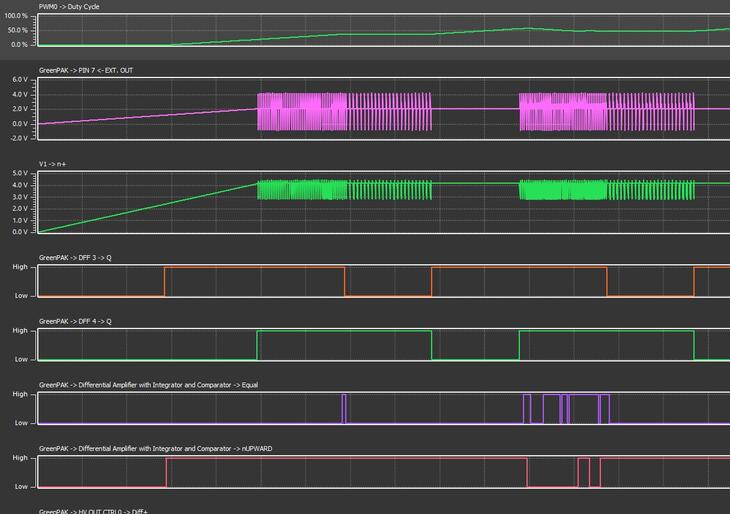 PWM0 -> Duty Cycle
100.0 %
50.0 %
GreenPAK -> PIN 7 <- EXT. OUT
6.0 V
4.0 V
2.0 V
0.0 V
-2.0 V
V1 -> n+
5.0 V
4.0 V
3.0 V
2.0 V
1.0 V
0.0 V
GreenPAK -> DFF 3 -> Q
High
Low
GreenPAK -> DFF 4 -> Q
High
Low
GreenPAK -> Differential Amplifier with Integrator and Comparator -> Equal
High
Low
GreenPAK -> Differential Amplifier with Integrator and Comparator -> nUPWARD
High
Low
GreenPAK -> HV OUT CTRL0 -> Diff+